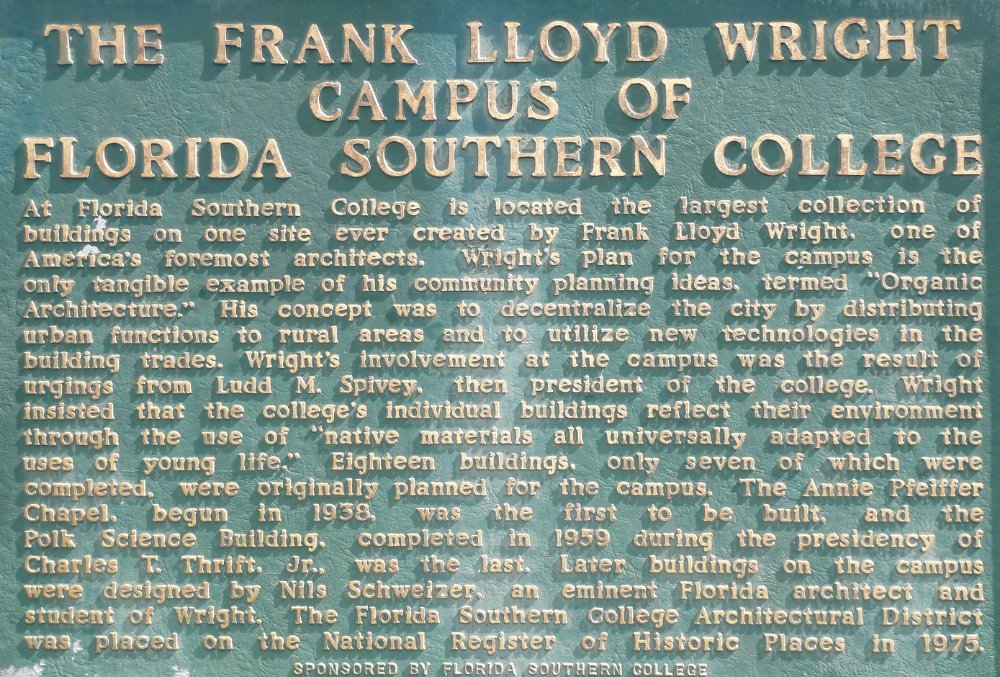 THE FRANK LLOYD WRIGHT
CAMPUS OF
FLORIDA SOUTHERN COLLEGE
At Florida Southern College is located the largest collection of
buildings on one site ever created by Frank Lloyd Wright, one of
America's foremost architects. Wright's plan for the campus is the
only tangible example of his community planning ideas, termed "Organic
Architecture." His concept was to decentralize the city by distributing
urban functions to rural areas and to utilize new technologies in the
building trades. Wright's involvement at the campus was the result of
urgings from Ludd M. Spivey, then president of the college. Wright
insisted that the college's individual buildings reflect their environment
through the use of "native materials all universally adapted to the
uses of young life." Eighteen buildings, only seven of which were
completed, were originally planned for the campus. The Annie Pfeiffer
Chapel, begun in 1938, was the first to be built, and the
Polk Science Building, completed in 1959 during the presidency of
Charles T. Thrift, Jr., was the last. Later buildings on the campus
were designed by Nils Schweizer, an eminent Florida architect and
student of Wright. The Florida Southern College Architectural District
was placed on the National Register of Historic Places in 1975.
SPONSORED BY FLORIDA SOUTHERN COLLEGE